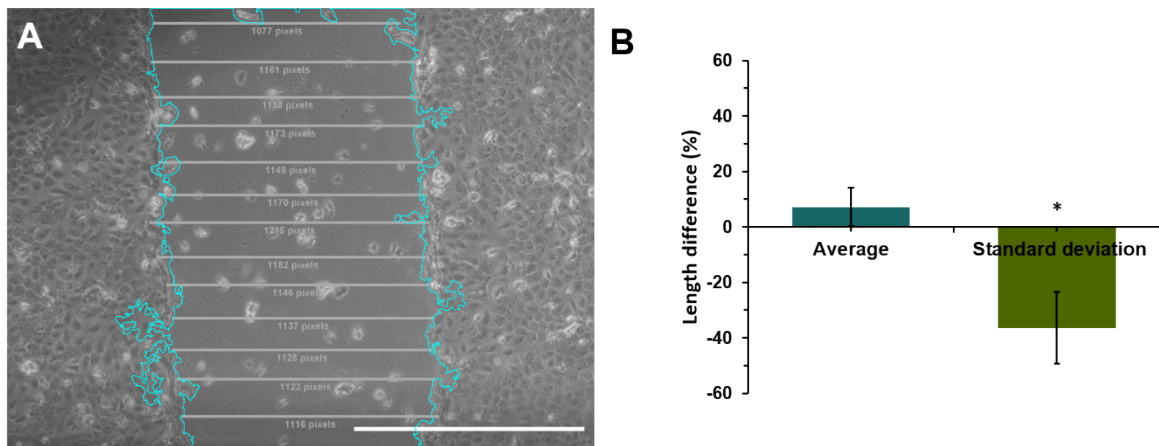 A
1077 pixels
1161 pixels
1158 pixels
1173 pixels
1149 pixels
1170 pixels
1215 pixels
1182 pixels
1146 pixels
1137 pixels
1128 pixels
1122 pixels
1116 pixels
B
Length difference (%)
60
40
20
0
-20
-40
-60
*
Average
Standard deviation